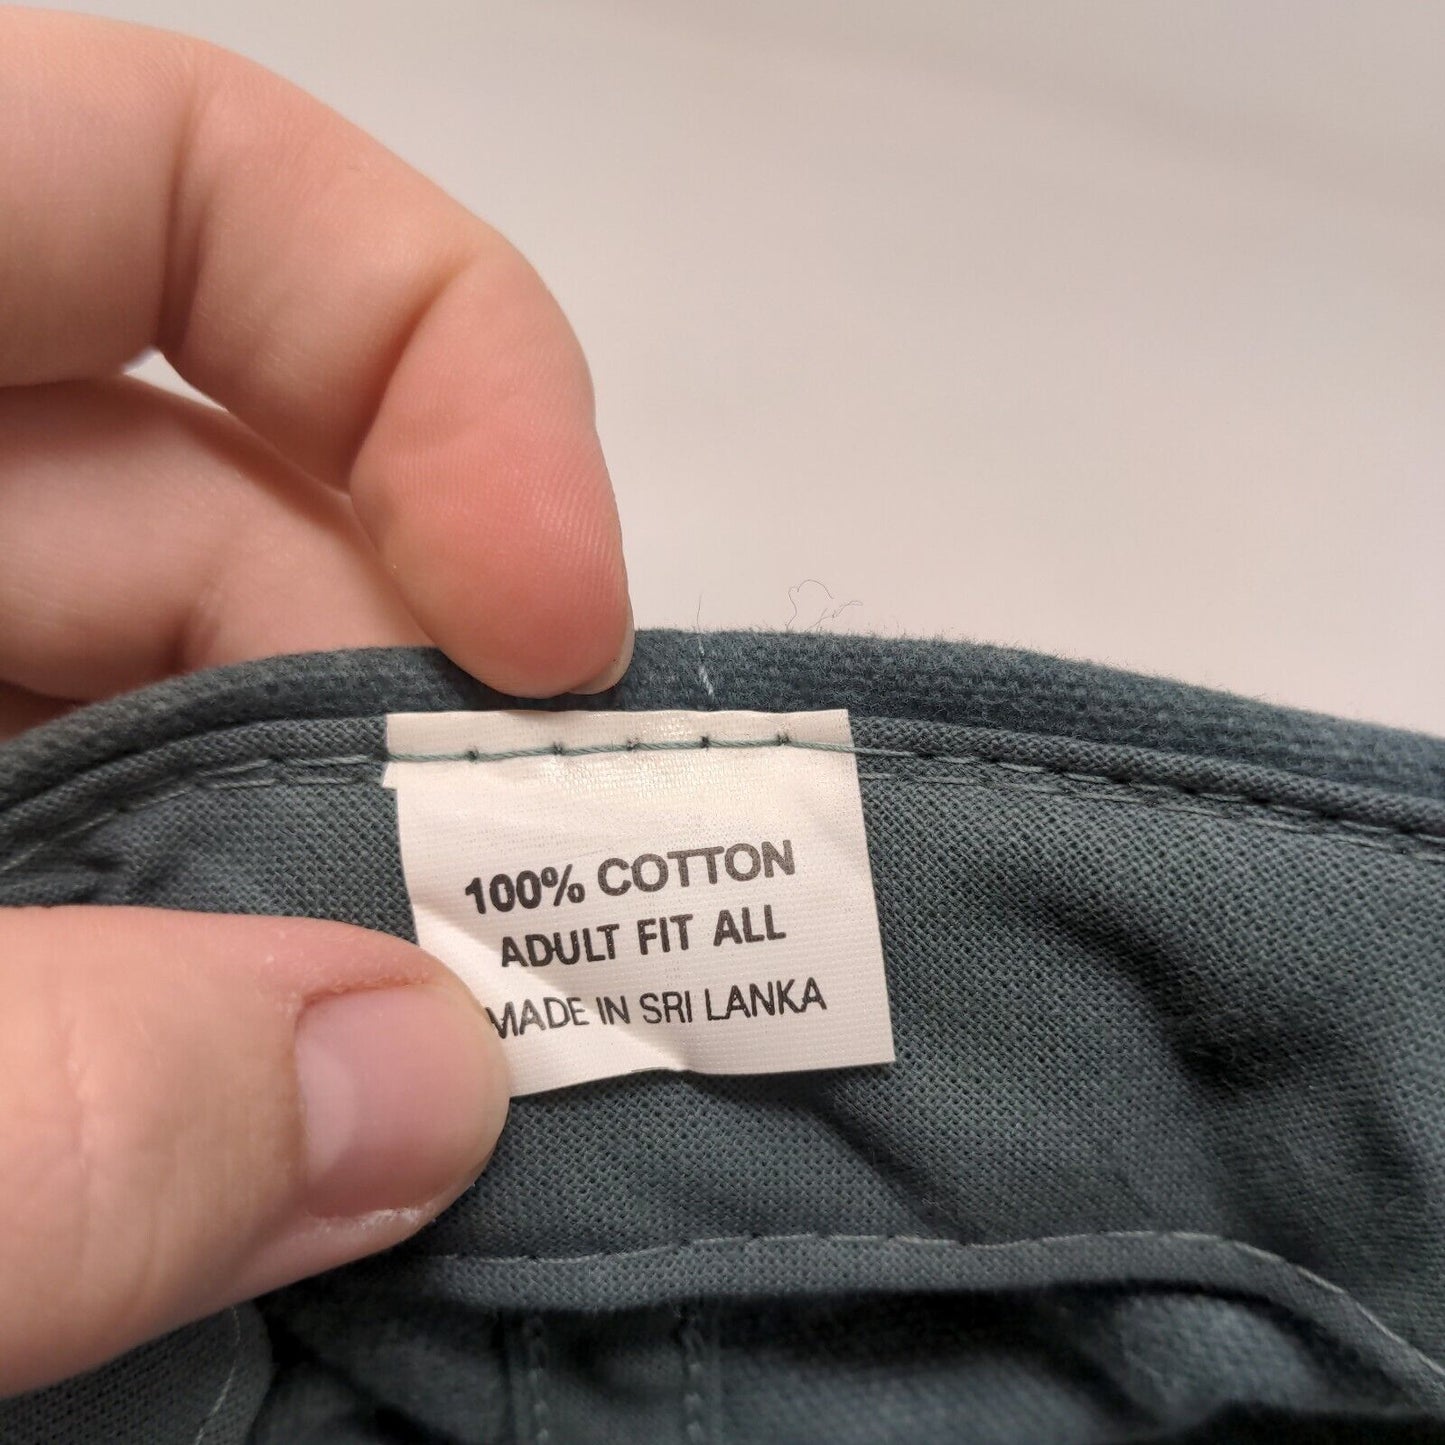 100% COTTON
ADULT FIT ALL
MADE IN SRI LANKA